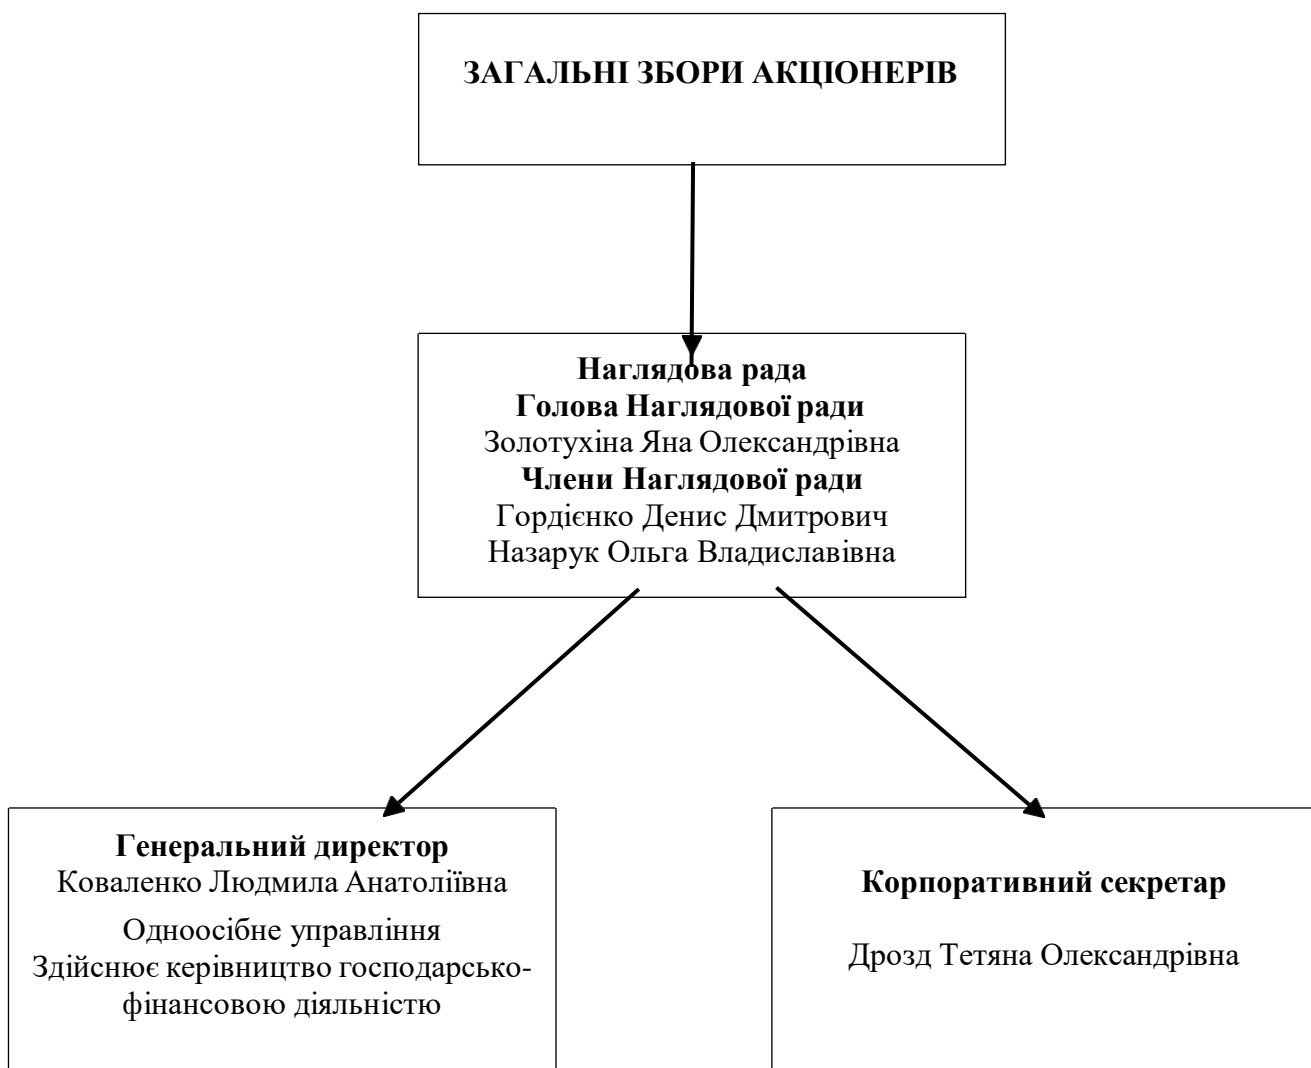 ЗАГАЛЬНІ ЗБОРИ АКЦІОНЕРІВ
Наглядова рада
Голова Наглядової ради
Золотухіна Яна Олександрівна
Члени Наглядової ради
Гордієнко Денис Дмитрович
Назарук Ольга Владиславівна
Генеральний директор
Коваленко Людмила Анатоліївна
Одноосібне управління
Здійснює керівництво господарсько-
фінансовою діяльністю
Корпоративний секретар
Дрозд Тетяна Олександрівна